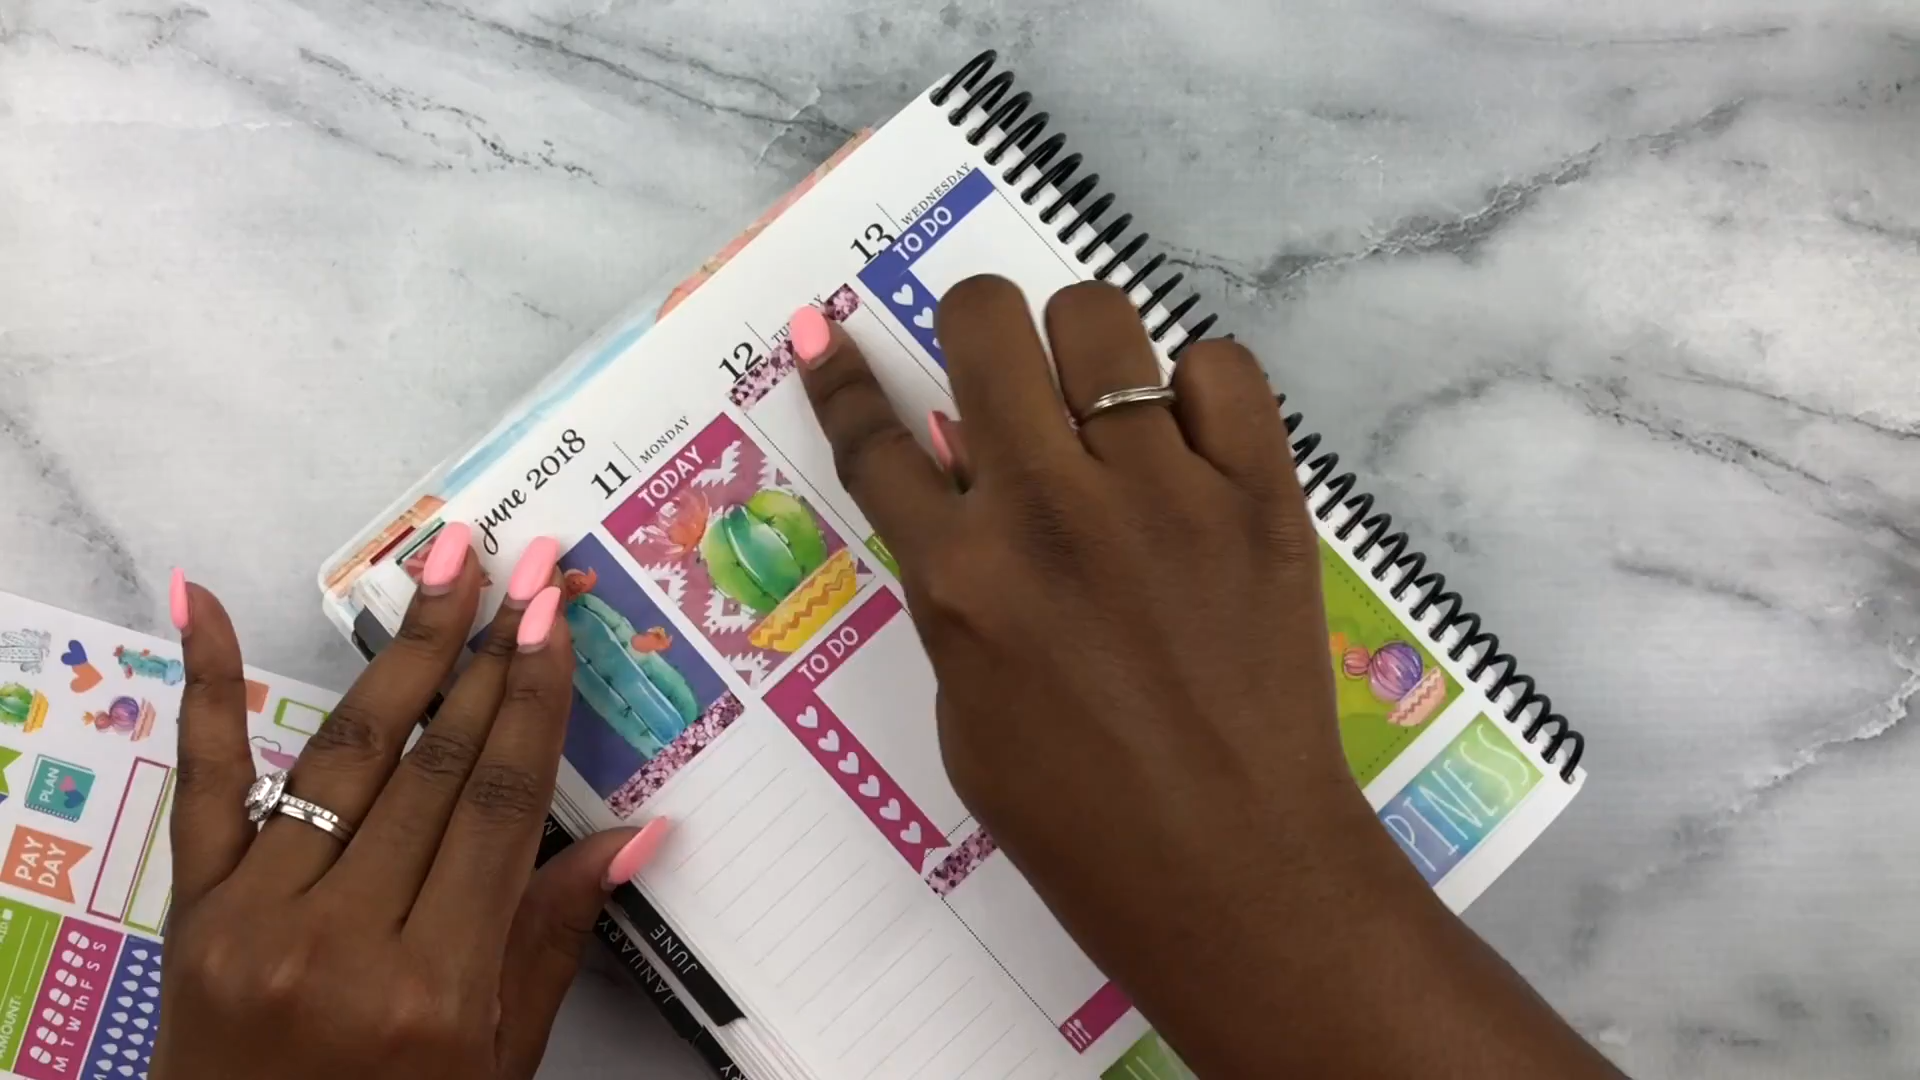 june 2018
11 MONDAY
12
13 WEDNESDAY
TODAY
TO DO
TO DO
PINESS
PLAN
PAY
DAY
AMOUNT:
M T W Th F S S
JANUARY
JUNE